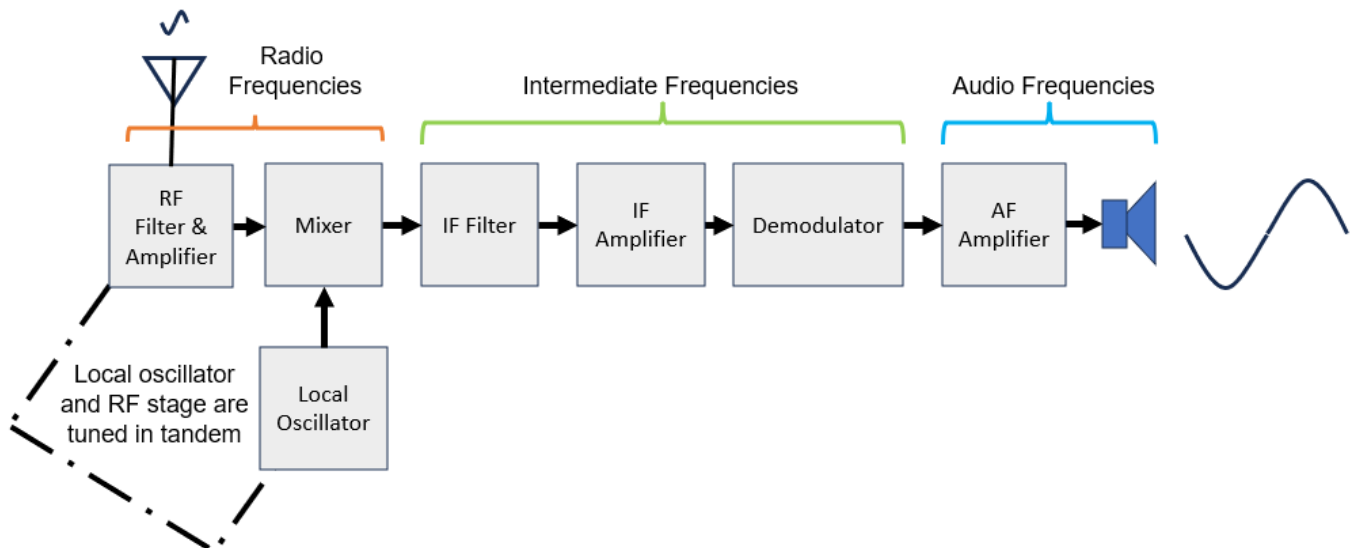 Radio
Frequencies
Intermediate Frequencies
Audio Frequencies
RF
Filter &
Amplifier
Mixer
IF Filter
IF
Amplifier
Demodulator
AF
Amplifier
Local oscillator
and RF stage are
tuned in tandem
Local
Oscillator